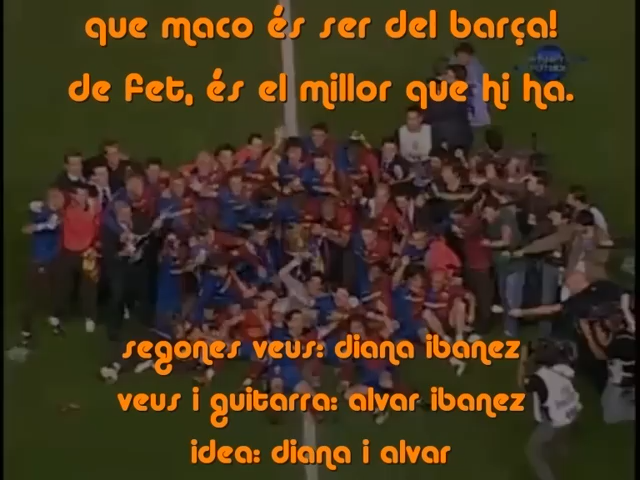 que maco és ser del barça!
de fet, és el millor que hi ha.
segones veus: diana ibanez
veus i guitarra: alvar ibanez
idea: diana i alvar